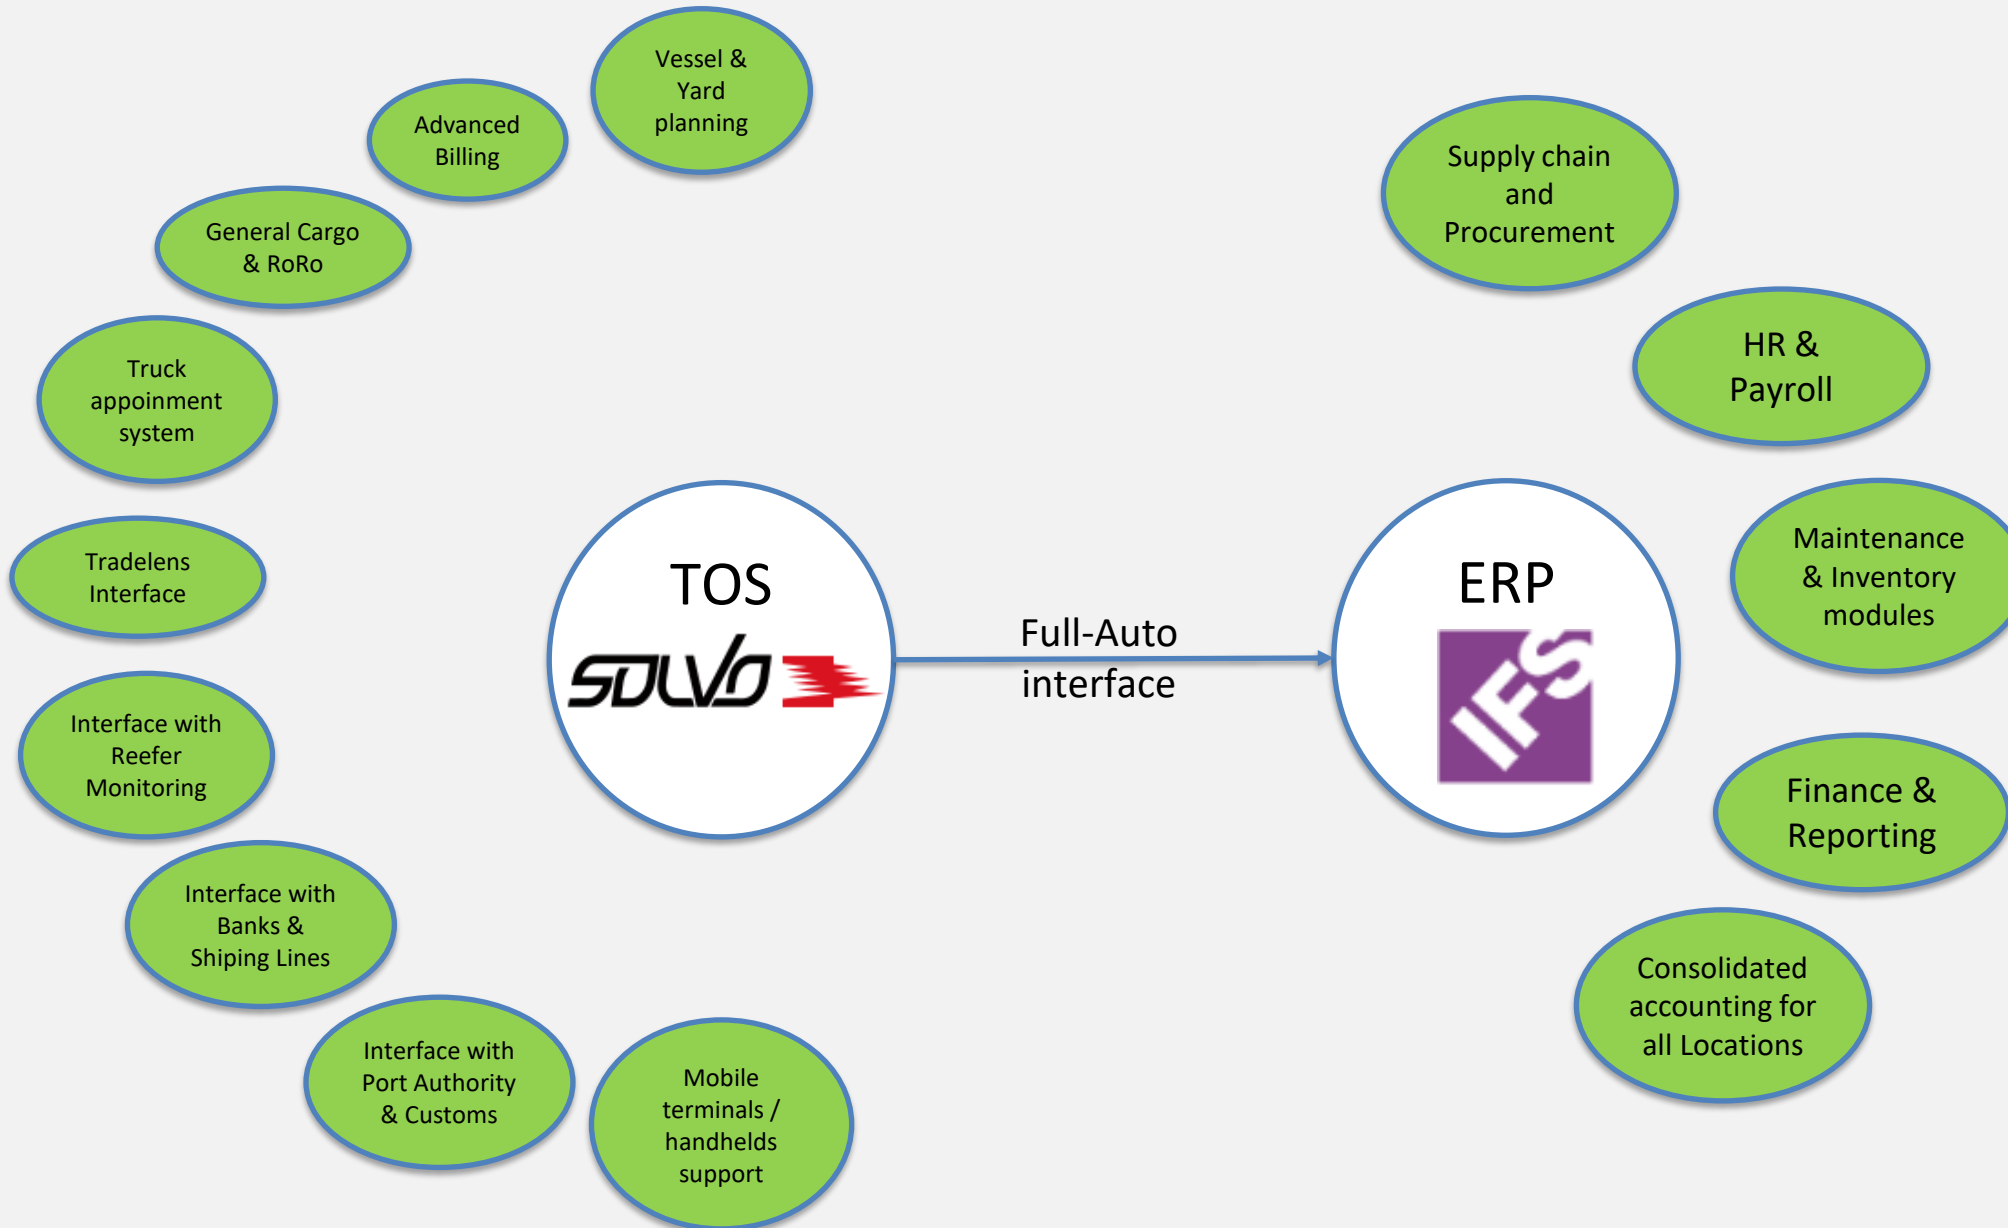 Vessel &
Yard
planning
Advanced
Billing
General Cargo
& RoRo
Truck
appoinment
system
Tradelens
Interface
Interface with
Reefer
Monitoring
Interface with
Banks &
Shiping Lines
Interface with
Port Authority
& Customs
Mobile
terminals /
handhelds
support
TOS
SOLVO
Full-Auto
interface
ERP
IFS
Supply chain
and
Procurement
HR &
Payroll
Maintenance
& Inventory
modules
Finance &
Reporting
Consolidated
accounting for
all Locations